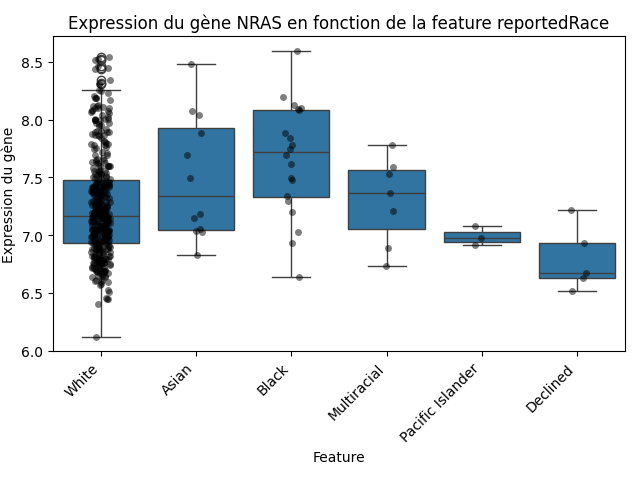 Expression du gène NRAS en fonction de la feature reportedRace
Expression du gène
8.5
8.0
7.5
7.0
6.5
6.0
White
Asian
Black
Multiracial
Pacific Islander
Declined
Feature